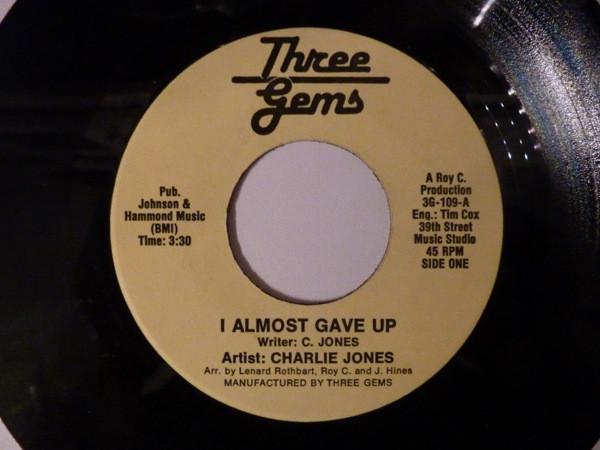 Three
Gems
Pub.
Johnson &
Hammond Music
(BMI)
Time: 3:30
A Roy C.
Production
3G-109-A
Eng.: Tim Cox
39th Street
Music Studio
45 RPM
SIDE ONE
I ALMOST GAVE UP
Writer: C. JONES
Artist: CHARLIE JONES
Arr. by Lenard Rothbart, Roy C. and J. Hines
MANUFACTURED BY THREE GEMS